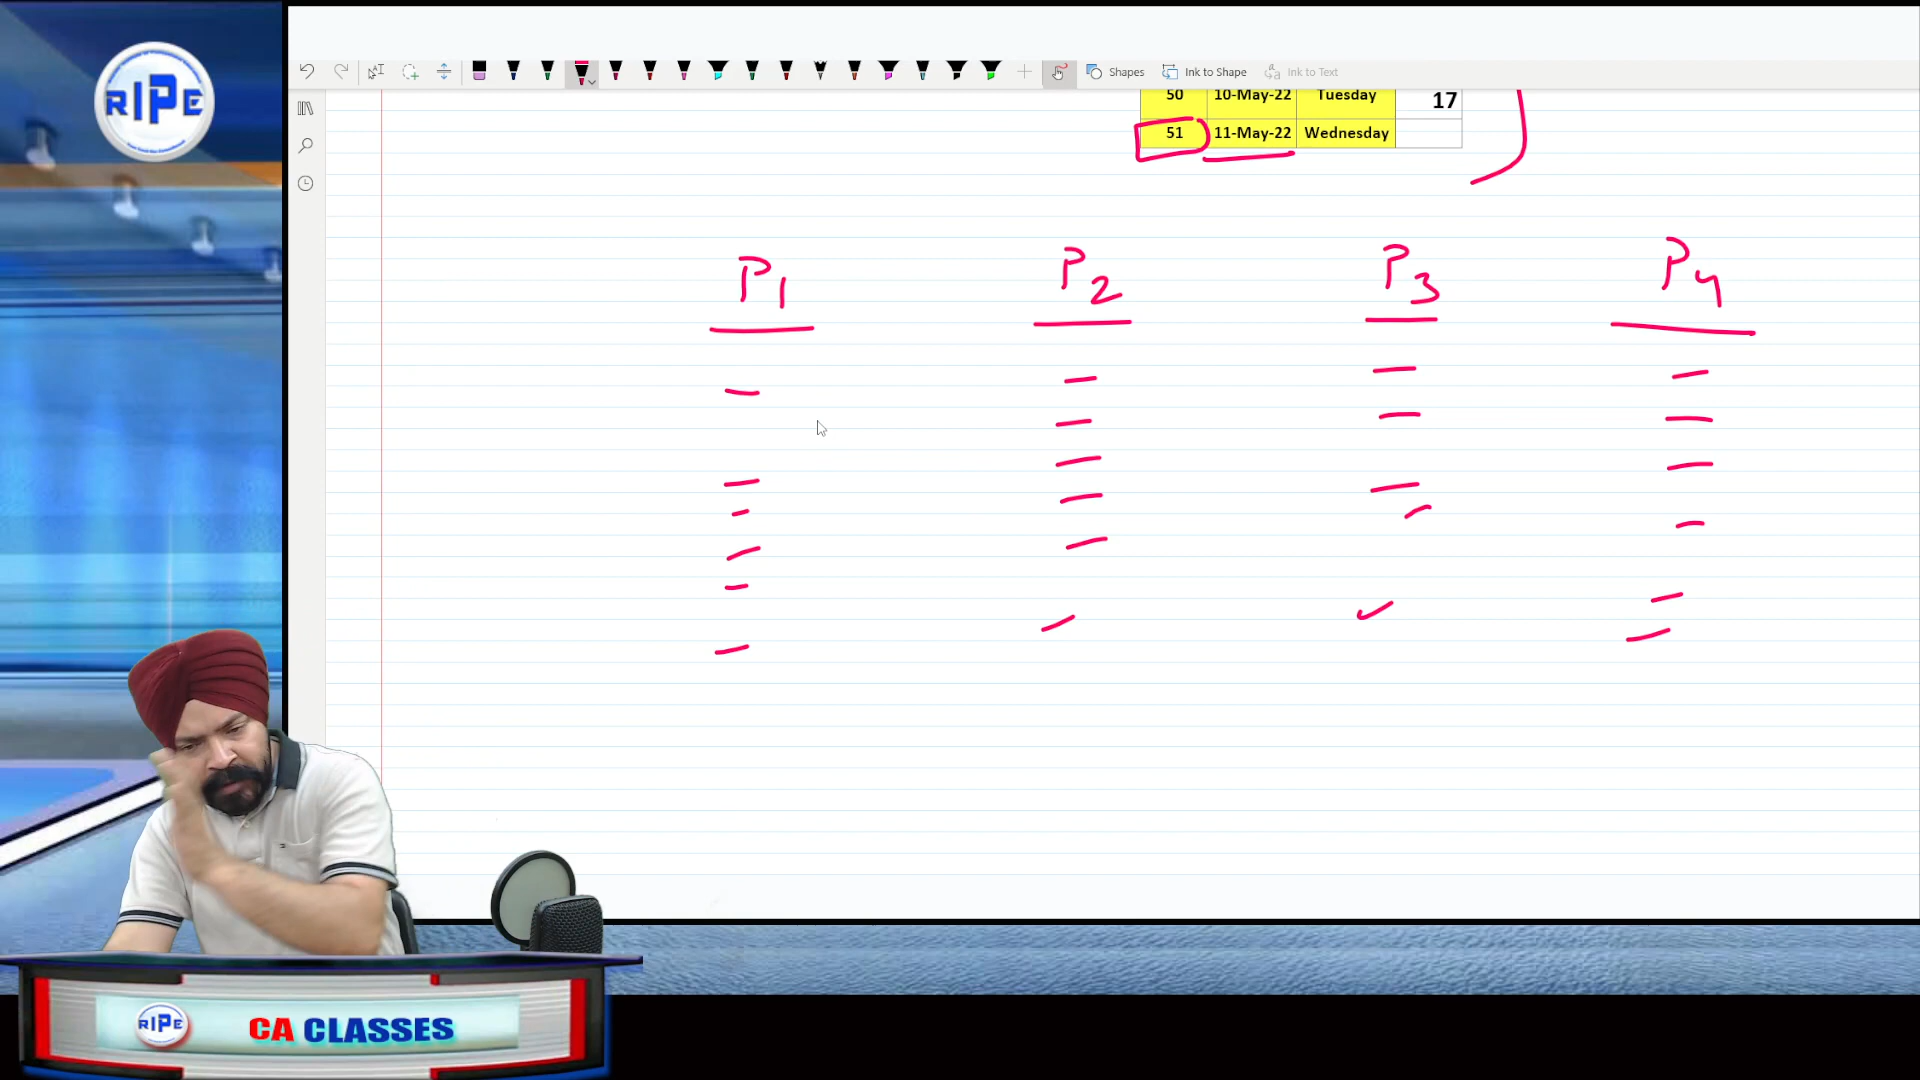 RIPE
Shapes Ink to Shape Ink to Text
50 10-May-22 Tuesday 17
51 11-May-22 Wednesday
P1 P2 P3 P4
RIPE CA CLASSES